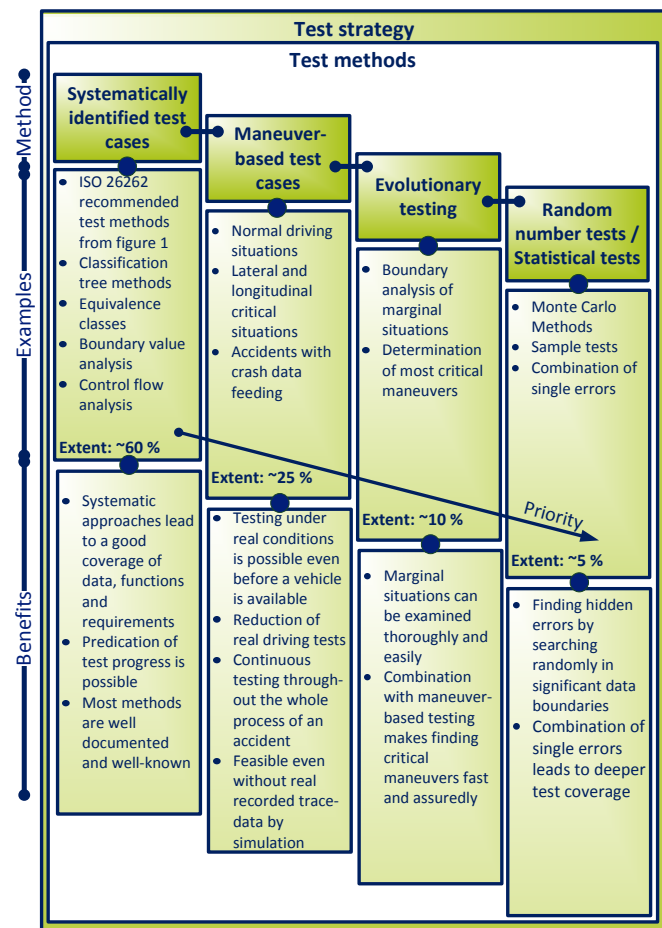 Test strategy
Test methods
Method
Examples
Benefits
Systematically
identified test
cases
• ISO 26262
recommended
test methods
from figure 1
• Classification
tree methods
• Equivalence
classes
• Boundary value
analysis
• Control flow
analysis
Extent: ~60 %
• Systematic
approaches lead
to a good
coverage of
data, functions
and
requirements
• Predication of
test progress is
possible
• Most methods
are well
documented
and well-known
Maneuver-
based test
cases
• Normal driving
situations
• Lateral and
longitudinal
critical
situations
• Accidents with
crash data
feeding
Extent: ~25 %
• Testing under
real conditions
is possible even
before a vehicle
is available
• Reduction of
real driving tests
• Continuous
testing through-
out the whole
process of an
accident
• Feasible even
without real
recorded trace-
data by
simulation
Evolutionary
testing
• Boundary
analysis of
marginal
situations
• Determination
of most critical
maneuvers
Extent: ~10 %
• Marginal
situations can
be examined
thoroughly and
easily
• Combination
with maneuver-
based testing
makes finding
critical
maneuvers fast
and assuredly
Random
number tests /
Statistical tests
• Monte Carlo
Methods
• Sample tests
• Combination of
single errors
Priority
Extent: ~5 %
• Finding hidden
errors by
searching
randomly in
significant data
boundaries
• Combination of
single errors
leads to deeper
test coverage